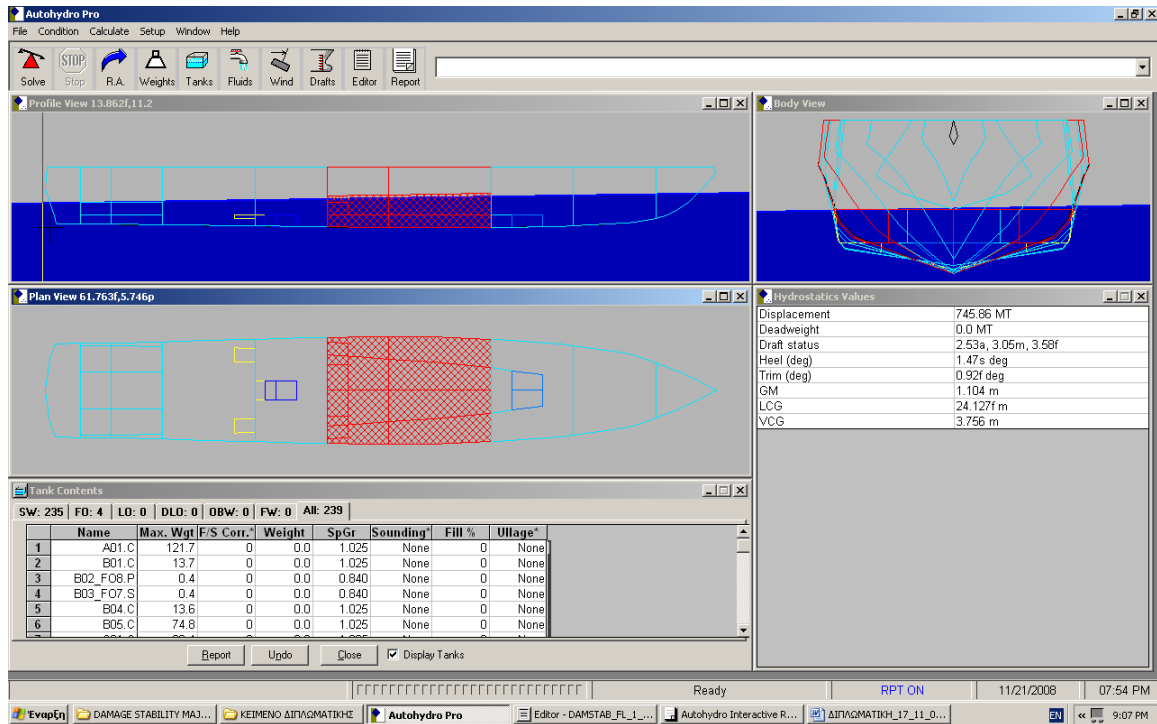 Autohydro Pro
File Condition Calculate Setup Window Help
Solve Stop R.A. Weights Tanks Fluids Wind Drafts Editor Report
STOP
Profile View 13.862f,11.2
Body View
Plan View 61.763f,5.746p
Hydrostatics Values
Displacement 745.86 MT
Deadweight 0.0 MT
Draft status 2.53a, 3.05m, 3.58f
Heel (deg) 1.47s deg
Trim (deg) 0.92f deg
GM 1.104 m
LCG 24.127f m
VCG 3.756 m
Tank Contents
SW: 235 FO: 4 LO: 0 DLO: 0 OBW: 0 FW: 0 All: 239
Name Max. Wgt F/S Corr.* Weight SpGr Sounding* Fill % Ullage*
1 A01.C 121.7 0 0.0 1.025 None 0 None
2 B01.C 13.7 0 0.0 1.025 None 0 None
3 B02_FO8.P 0.4 0 0.0 0.840 None 0 None
4 B03_FO7.S 0.4 0 0.0 0.840 None 0 None
5 B04.C 13.6 0 0.0 1.025 None 0 None
6 B05.C 74.8 0 0.0 1.025 None 0 None
Report Undo Close Display Tanks
Ready RPT ON 11/21/2008 07:54 PM
Έναρξη DAMAGE STABILITY MAJ... ΚΕΙΜΕΝΟ ΔΙΠΛΩΜΑΤΙΚΗΣ Autohydro Pro Editor - DAMSTAB_FL_1_... Autohydro Interactive R... ΔΙΠΛΩΜΑΤΙΚΗ_17_11_0... EN 9:07 PM